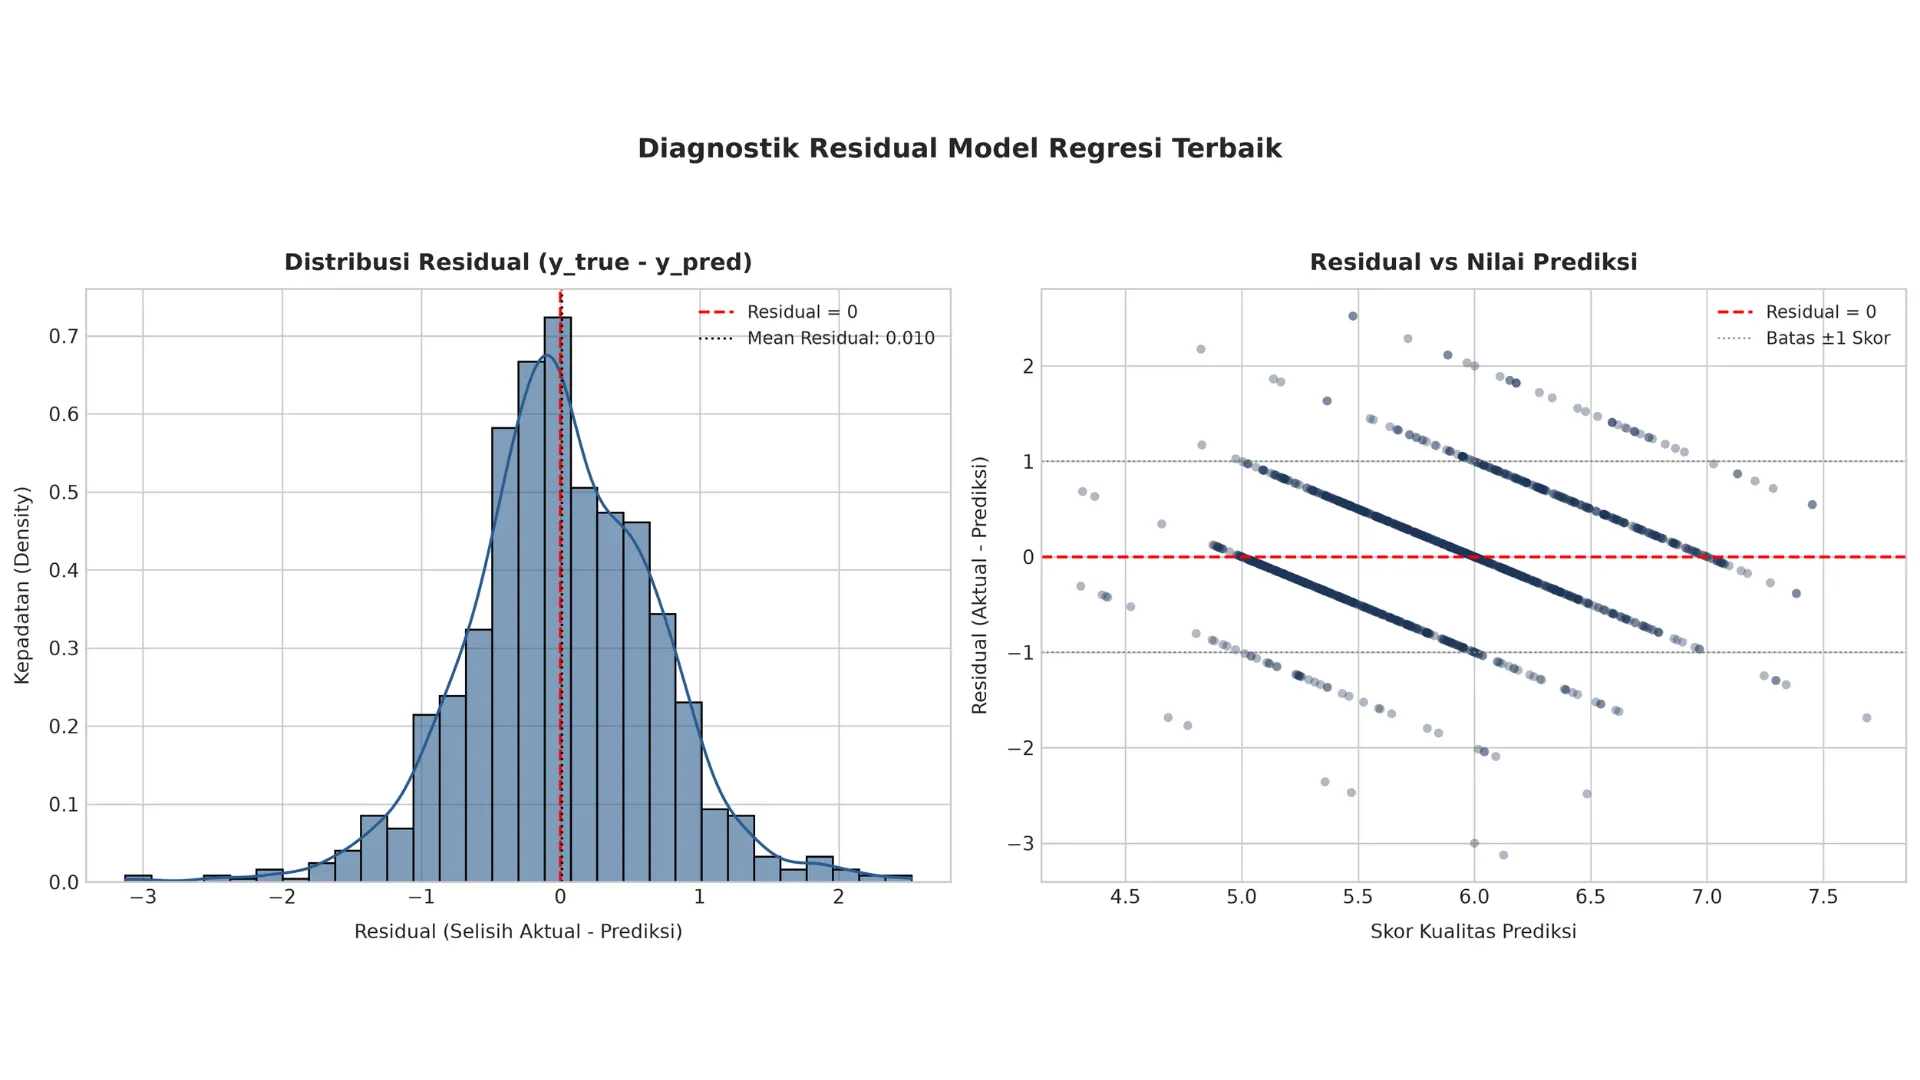 Diagnostik Residual Model Regresi Terbaik
Distribusi Residual (y_true - y_pred)
Residual = 0
Mean Residual: 0.010
Kepadatan (Density)
0.7
0.6
0.5
0.4
0.3
0.2
0.1
0.0
−3 −2 −1 0 1 2
Residual (Selisih Aktual - Prediksi)
Residual vs Nilai Prediksi
Residual = 0
Batas ±1 Skor
Residual (Aktual - Prediksi)
2
1
0
−1
−2
−3
4.5 5.0 5.5 6.0 6.5 7.0 7.5
Skor Kualitas Prediksi